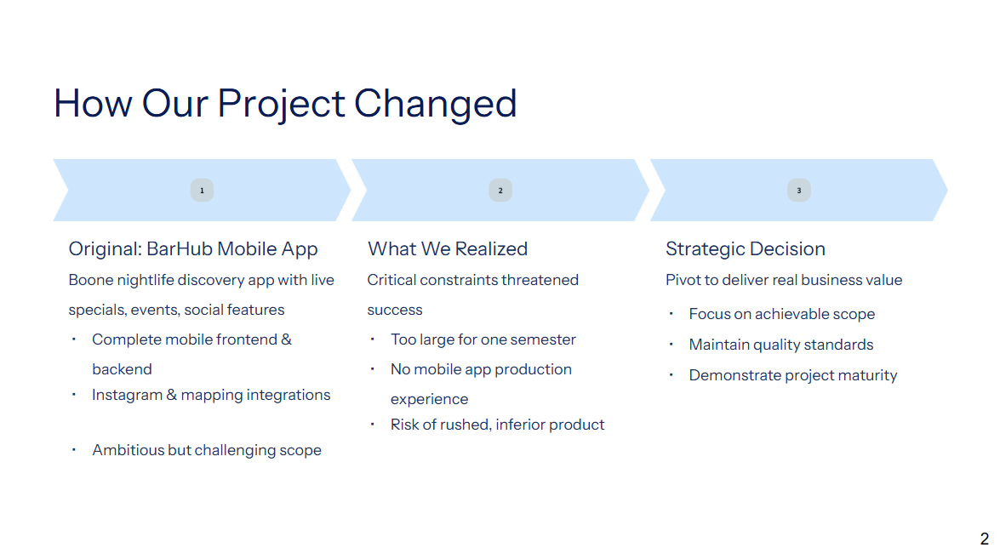 How Our Project Changed
1
2
3
Original: BarHub Mobile App
Boone nightlife discovery app with live
specials, events, social features
· Complete mobile frontend &
backend
· Instagram & mapping integrations
· Ambitious but challenging scope
What We Realized
Critical constraints threatened
success
· Too large for one semester
· No mobile app production
experience
· Risk of rushed, inferior product
Strategic Decision
Pivot to deliver real business value
· Focus on achievable scope
· Maintain quality standards
· Demonstrate project maturity
2